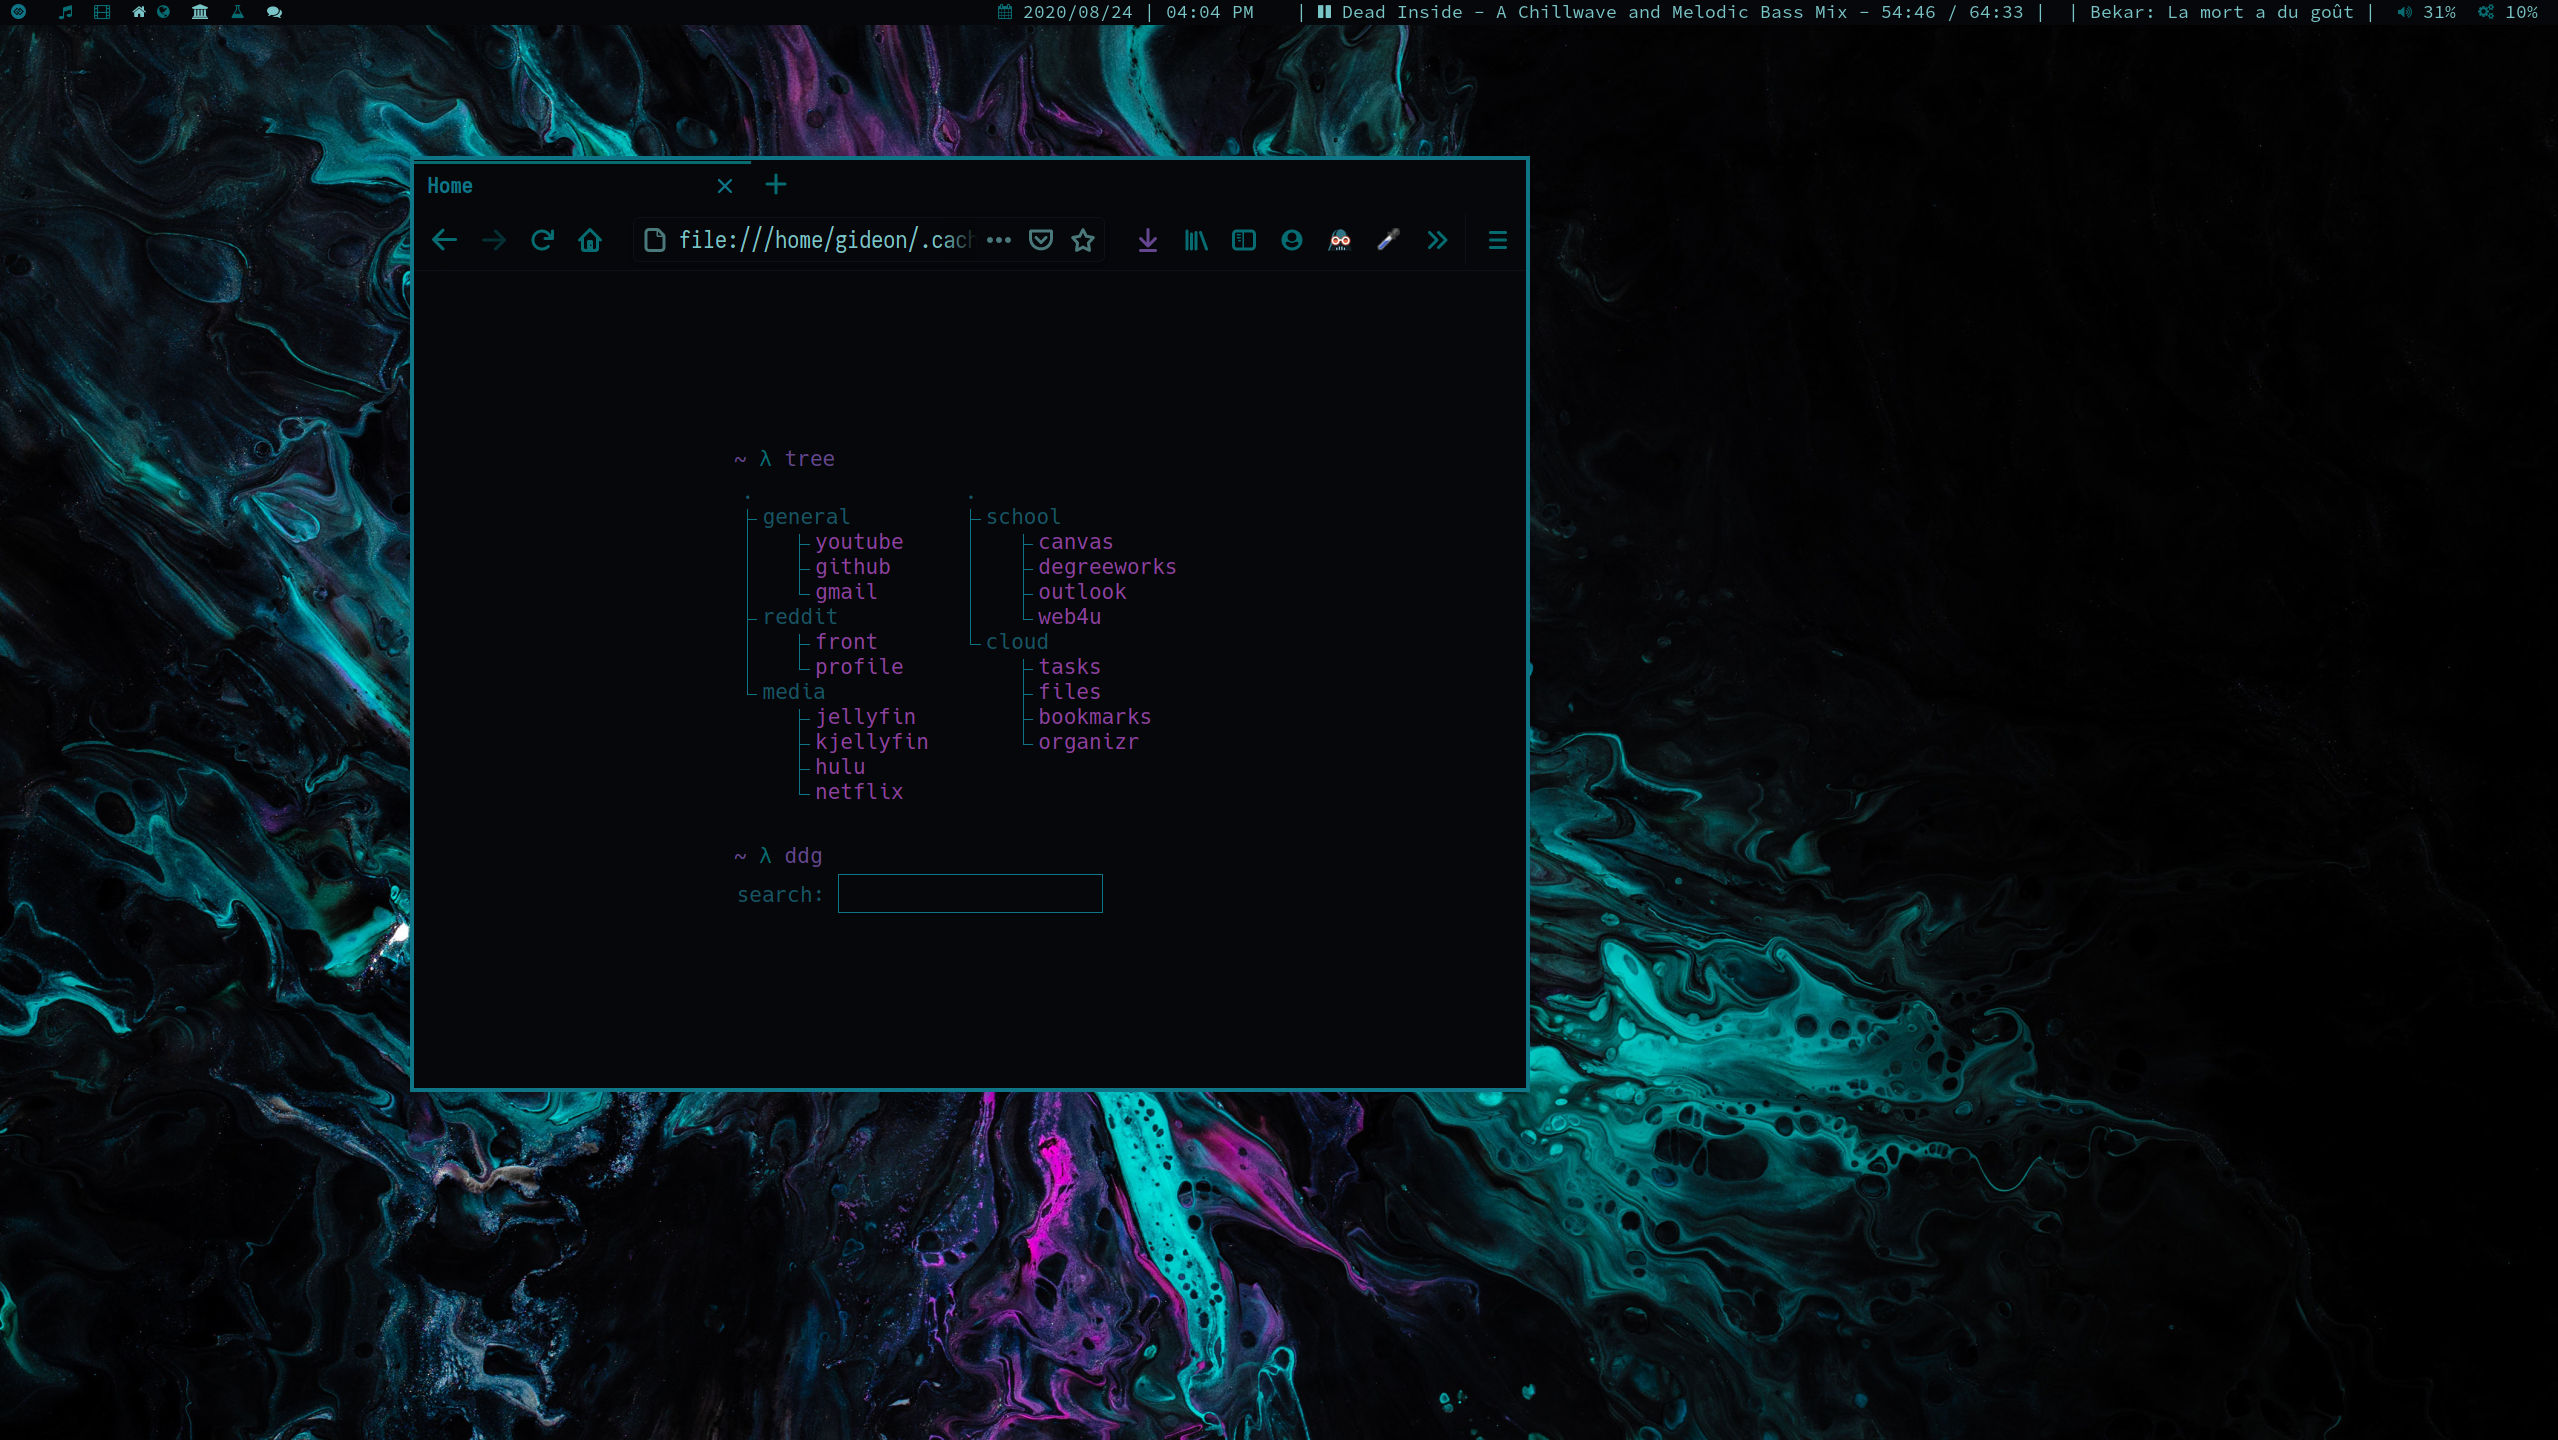 2020/08/24 | 04:04 PM | Dead Inside - A Chillwave and Melodic Bass Mix - 54:46 / 64:33 | | Bekar: La mort a du goût | 31% 10%
Home
file:///home/gideon/.cach
~ λ tree
.
general
youtube
github
gmail
reddit
front
profile
media
jellyfin
kjellyfin
hulu
netflix
.
school
canvas
degreeworks
outlook
web4u
cloud
tasks
files
bookmarks
organizr
~ λ ddg
search: